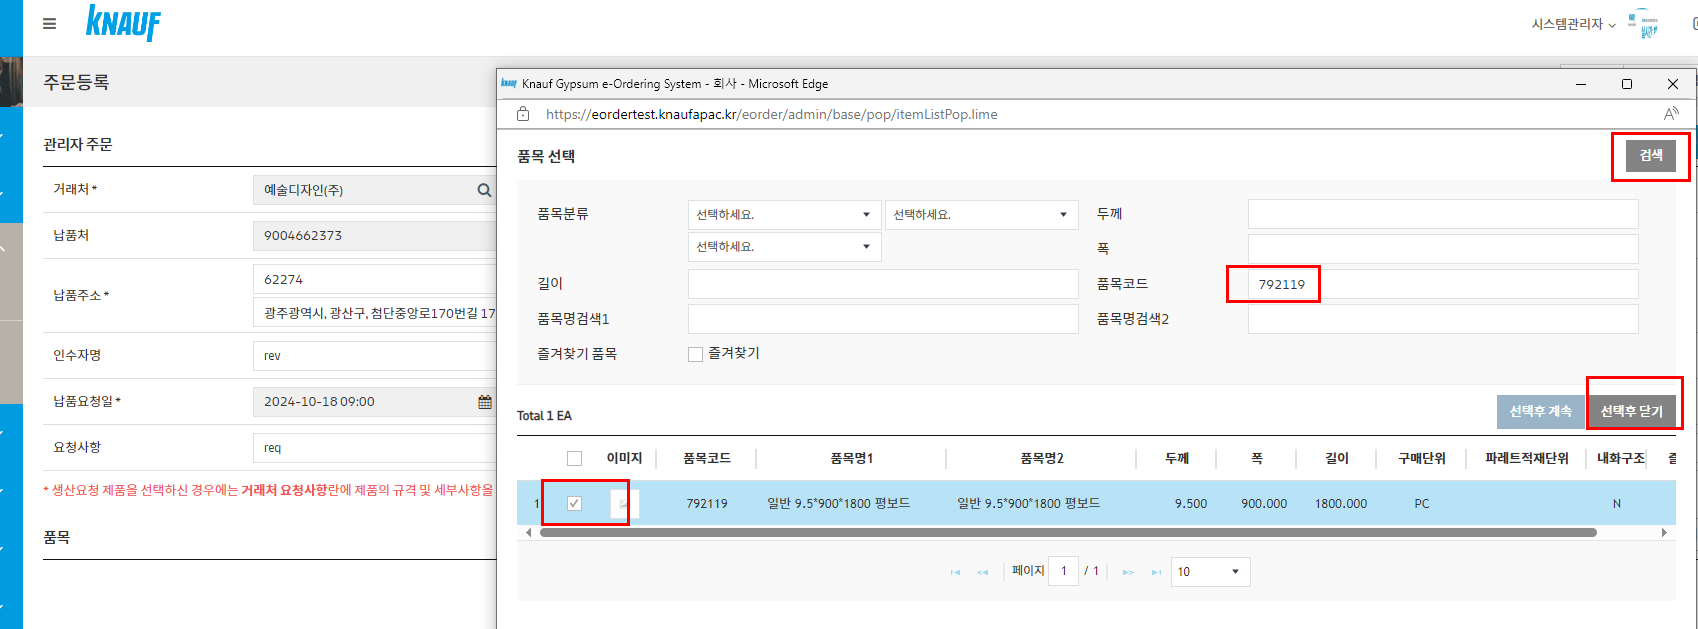 KNAUF
시스템관리자
주문등록
관리자 주문
거래처 *
예술디자인(주)
납품처
9004662373
납품주소 *
62274
광주광역시, 광산구, 첨단중앙로170번길 17
인수자명
rev
납품요청일 *
2024-10-18 09:00
요청사항
req
* 생산요청 제품을 선택하신 경우에는 거래처 요청사항란에 제품의 규격 및 세부사항을
품목
knauf Knauf Gypsum e-Ordering System - 회사 - Microsoft Edge
https://eordertest.knaufapac.kr/eorder/admin/base/pop/itemListPop.lime
품목 선택
검색
품목분류
선택하세요.
선택하세요.
두께
선택하세요.
폭
길이
품목코드
792119
품목명검색1
품목명검색2
즐겨찾기 품목
즐겨찾기
Total 1 EA
선택후 계속
선택후 닫기
이미지 품목코드 품목명1 품목명2 두께 폭 길이 구매단위 파레트적재단위 내화구조
1 792119 일반 9.5*900*1800 평보드 일반 9.5*900*1800 평보드 9.500 900.000 1800.000 PC N
페이지 1 / 1
10